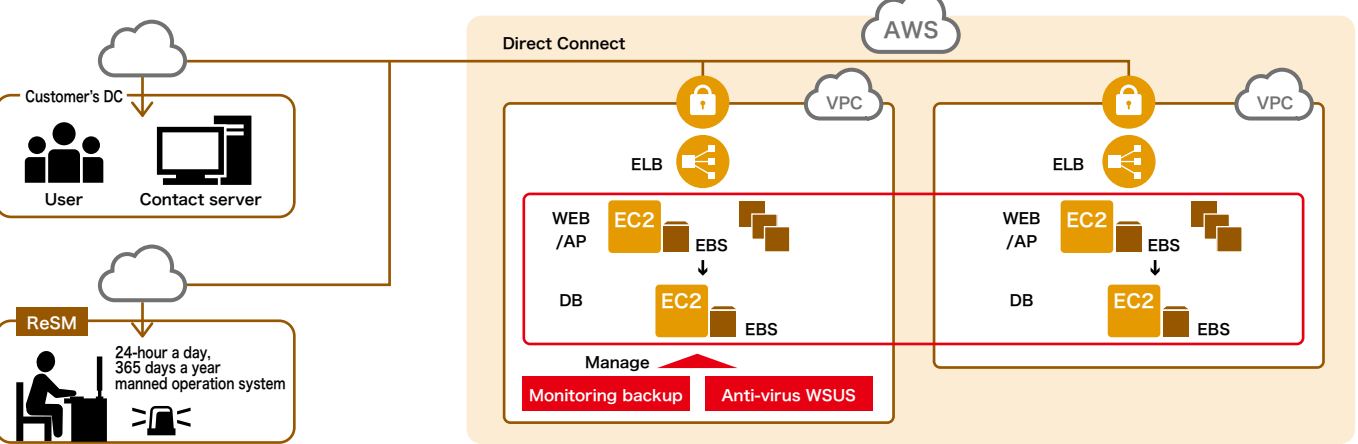 AWS
Direct Connect
Customer's DC
User
Contact server
ReSM
24-hour a day,
365 days a year
manned operation system
VPC
ELB
WEB
/AP
EC2
EBS
DB
EC2
EBS
Manage
Monitoring backup
Anti-virus WSUS
VPC
ELB
WEB
/AP
EC2
EBS
DB
EC2
EBS